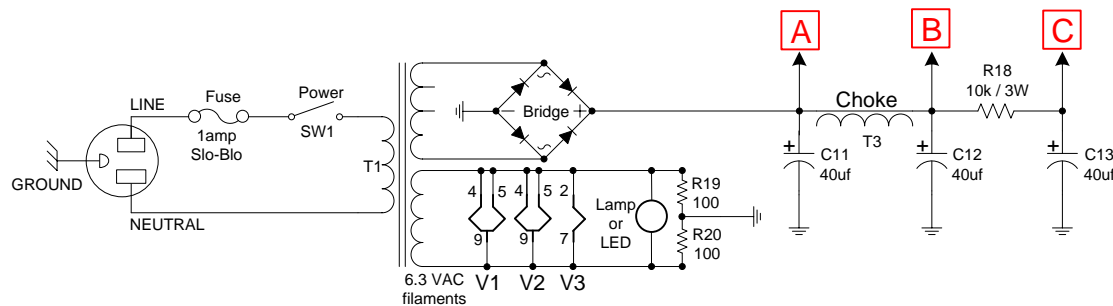 A
B
C
LINE
Fuse
1amp
Slo-Blo
Power
SW1
GROUND
NEUTRAL
T1
~
- Bridge +
~
Choke
T3
R18
10k / 3W
+
C11
40uf
+
C12
40uf
+
C13
40uf
4 5
9
V1
4 5
9
V2
2
7
V3
Lamp
or
LED
R19
100
R20
100
6.3 VAC
filaments